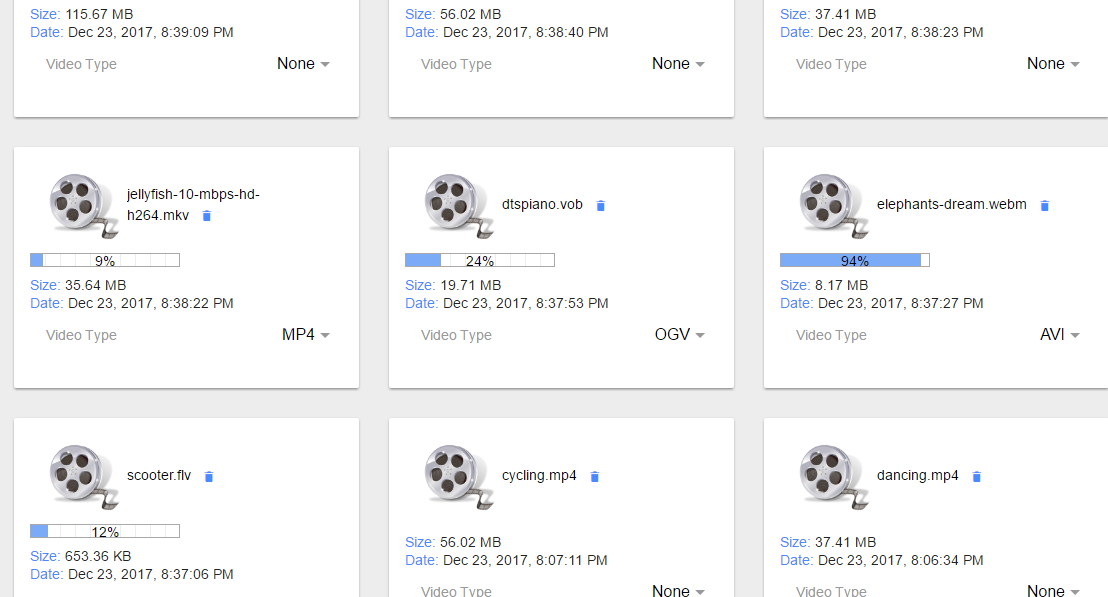 Size: 115.67 MB
Date: Dec 23, 2017, 8:39:09 PM
Video Type None
Size: 56.02 MB
Date: Dec 23, 2017, 8:38:40 PM
Video Type None
Size: 37.41 MB
Date: Dec 23, 2017, 8:38:23 PM
Video Type None
jellyfish-10-mbps-hd-
h264.mkv
9%
Size: 35.64 MB
Date: Dec 23, 2017, 8:38:22 PM
Video Type MP4
dtspiano.vob
24%
Size: 19.71 MB
Date: Dec 23, 2017, 8:37:53 PM
Video Type OGV
elephants-dream.webm
94%
Size: 8.17 MB
Date: Dec 23, 2017, 8:37:27 PM
Video Type AVI
scooter.flv
12%
Size: 653.36 KB
Date: Dec 23, 2017, 8:37:06 PM
cycling.mp4
Size: 56.02 MB
Date: Dec 23, 2017, 8:07:11 PM
Video Type None
dancing.mp4
Size: 37.41 MB
Date: Dec 23, 2017, 8:06:34 PM
Video Type None